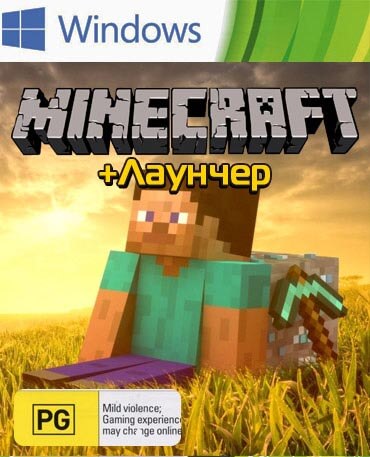 Windows
MINECRAFT
+Лаунчер
PG
Mild violence;
Gaming experience
may change online